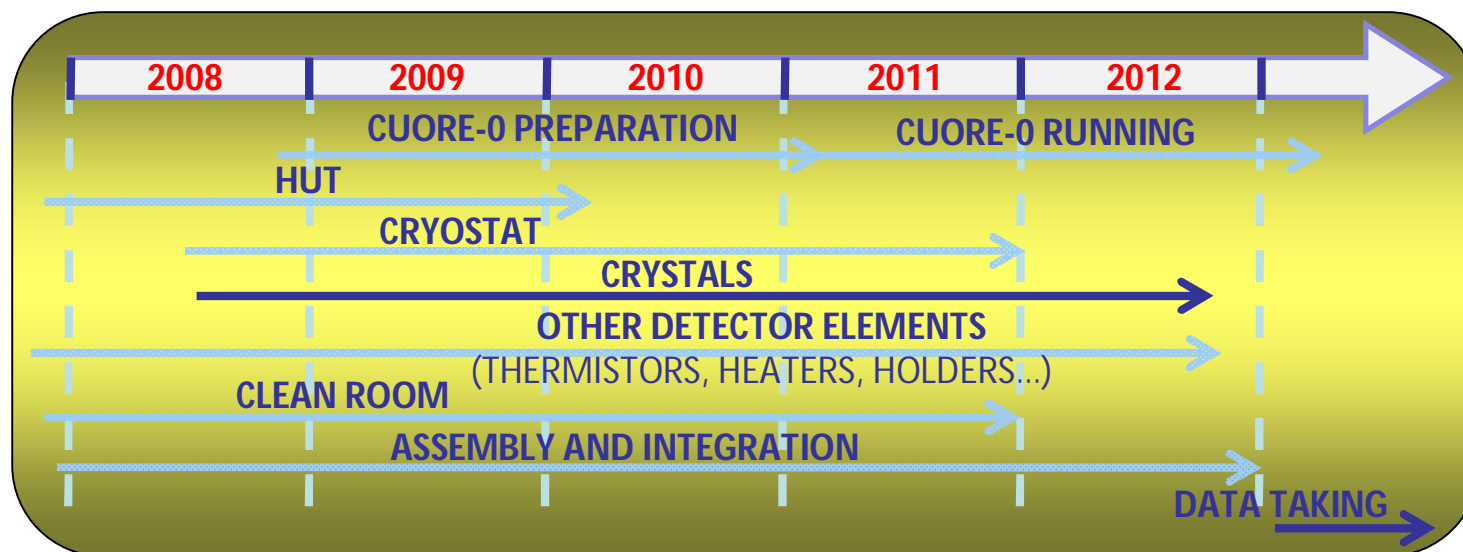 2008 2009 2010 2011 2012
CUORE-0 PREPARATION CUORE-0 RUNNING
HUT
CRYOSTAT
CRYSTALS
OTHER DETECTOR ELEMENTS
(THERMISTORS, HEATERS, HOLDERS...)
CLEAN ROOM
ASSEMBLY AND INTEGRATION
DATA TAKING